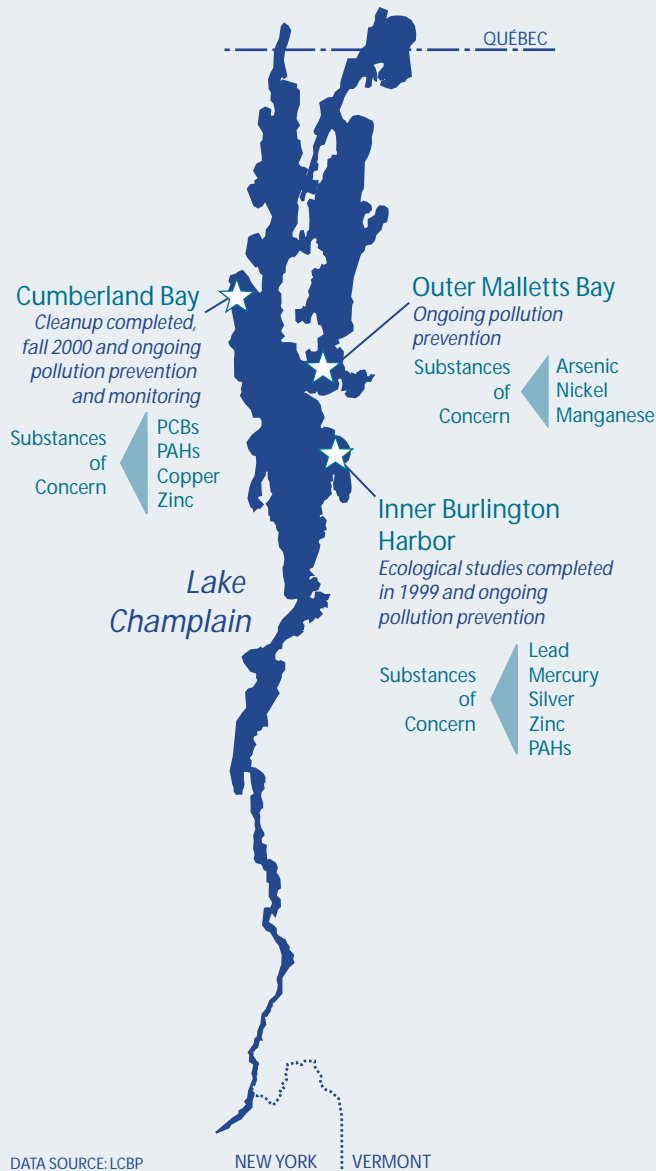 QUÉBEC
Cumberland Bay
Cleanup completed,
fall 2000 and ongoing
pollution prevention
and monitoring
Substances
of
Concern
PCBs
PAHs
Copper
Zinc
Outer Malletts Bay
Ongoing pollution
prevention
Substances
of
Concern
Arsenic
Nickel
Manganese
Inner Burlington
Harbor
Ecological studies completed
in 1999 and ongoing
pollution prevention
Substances
of
Concern
Lead
Mercury
Silver
Zinc
PAHs
Lake
Champlain
DATA SOURCE: LCBP
NEW YORK
VERMONT